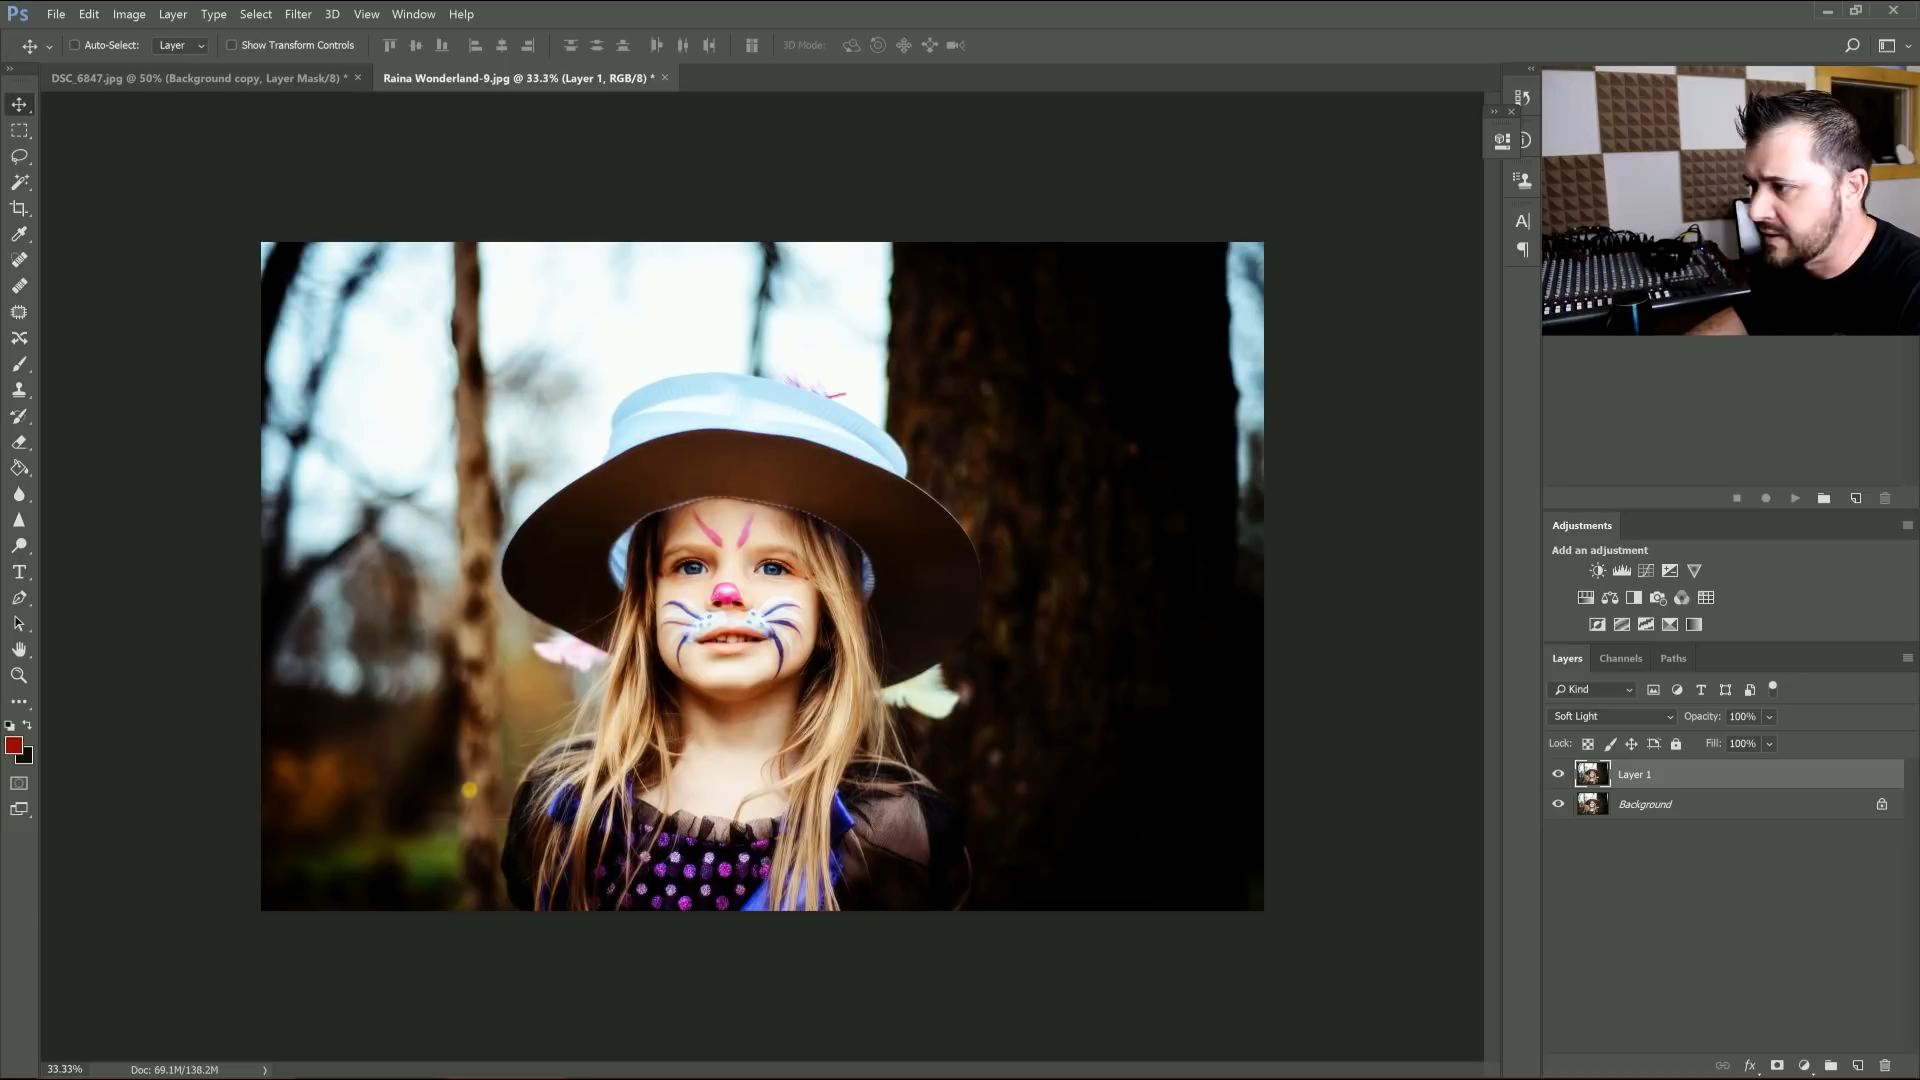 Ps File Edit Image Layer Type Select Filter 3D View Window Help
Auto-Select: Layer Show Transform Controls 3D Mode:
DSC_6847.jpg @ 50% (Background copy, Layer Mask/8) * × Raina Wonderland-9.jpg @ 33.3% (Layer 1, RGB/8) * ×
Adjustments
Add an adjustment
Layers Channels Paths
Kind
Soft Light Opacity: 100%
Lock: Fill: 100%
Layer 1
Background
33.33% Doc: 69.1M/138.2M